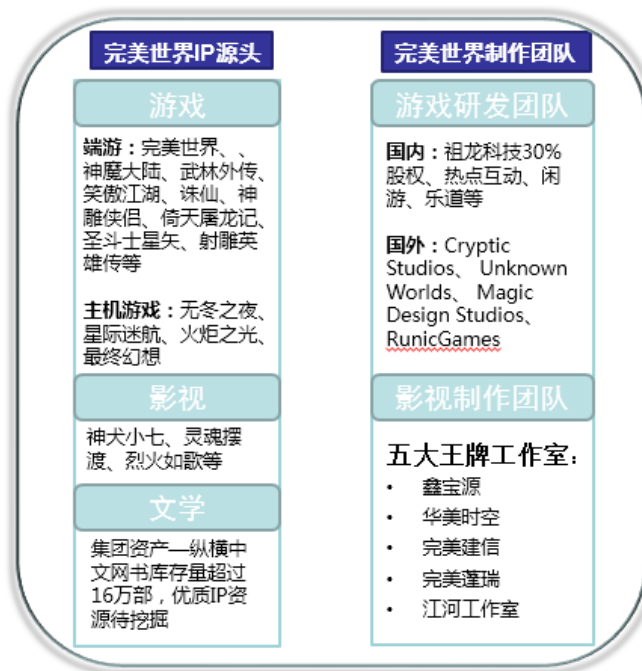 完美世界IP源头
游戏
端游：完美世界、、
神魔大陆、武林外传、
笑傲江湖、诛仙、神
雕侠侣、倚天屠龙记、
圣斗士星矢、射雕英
雄传等
主机游戏：无冬之夜、
星际迷航、火炬之光、
最终幻想
影视
神犬小七、灵魂摆
渡、烈火如歌等
文学
集团资产—纵横中
文网书库存量超过
16万部，优质IP资
源待挖掘
完美世界制作团队
游戏研发团队
国内：祖龙科技30%
股权、热点互动、闲
游、乐道等
国外：Cryptic
Studios、 Unknown
Worlds、 Magic
Design Studios、
RunicGames
影视制作团队
五大王牌工作室：
• 鑫宝源
• 华美时空
• 完美建信
• 完美蓬瑞
• 江河工作室